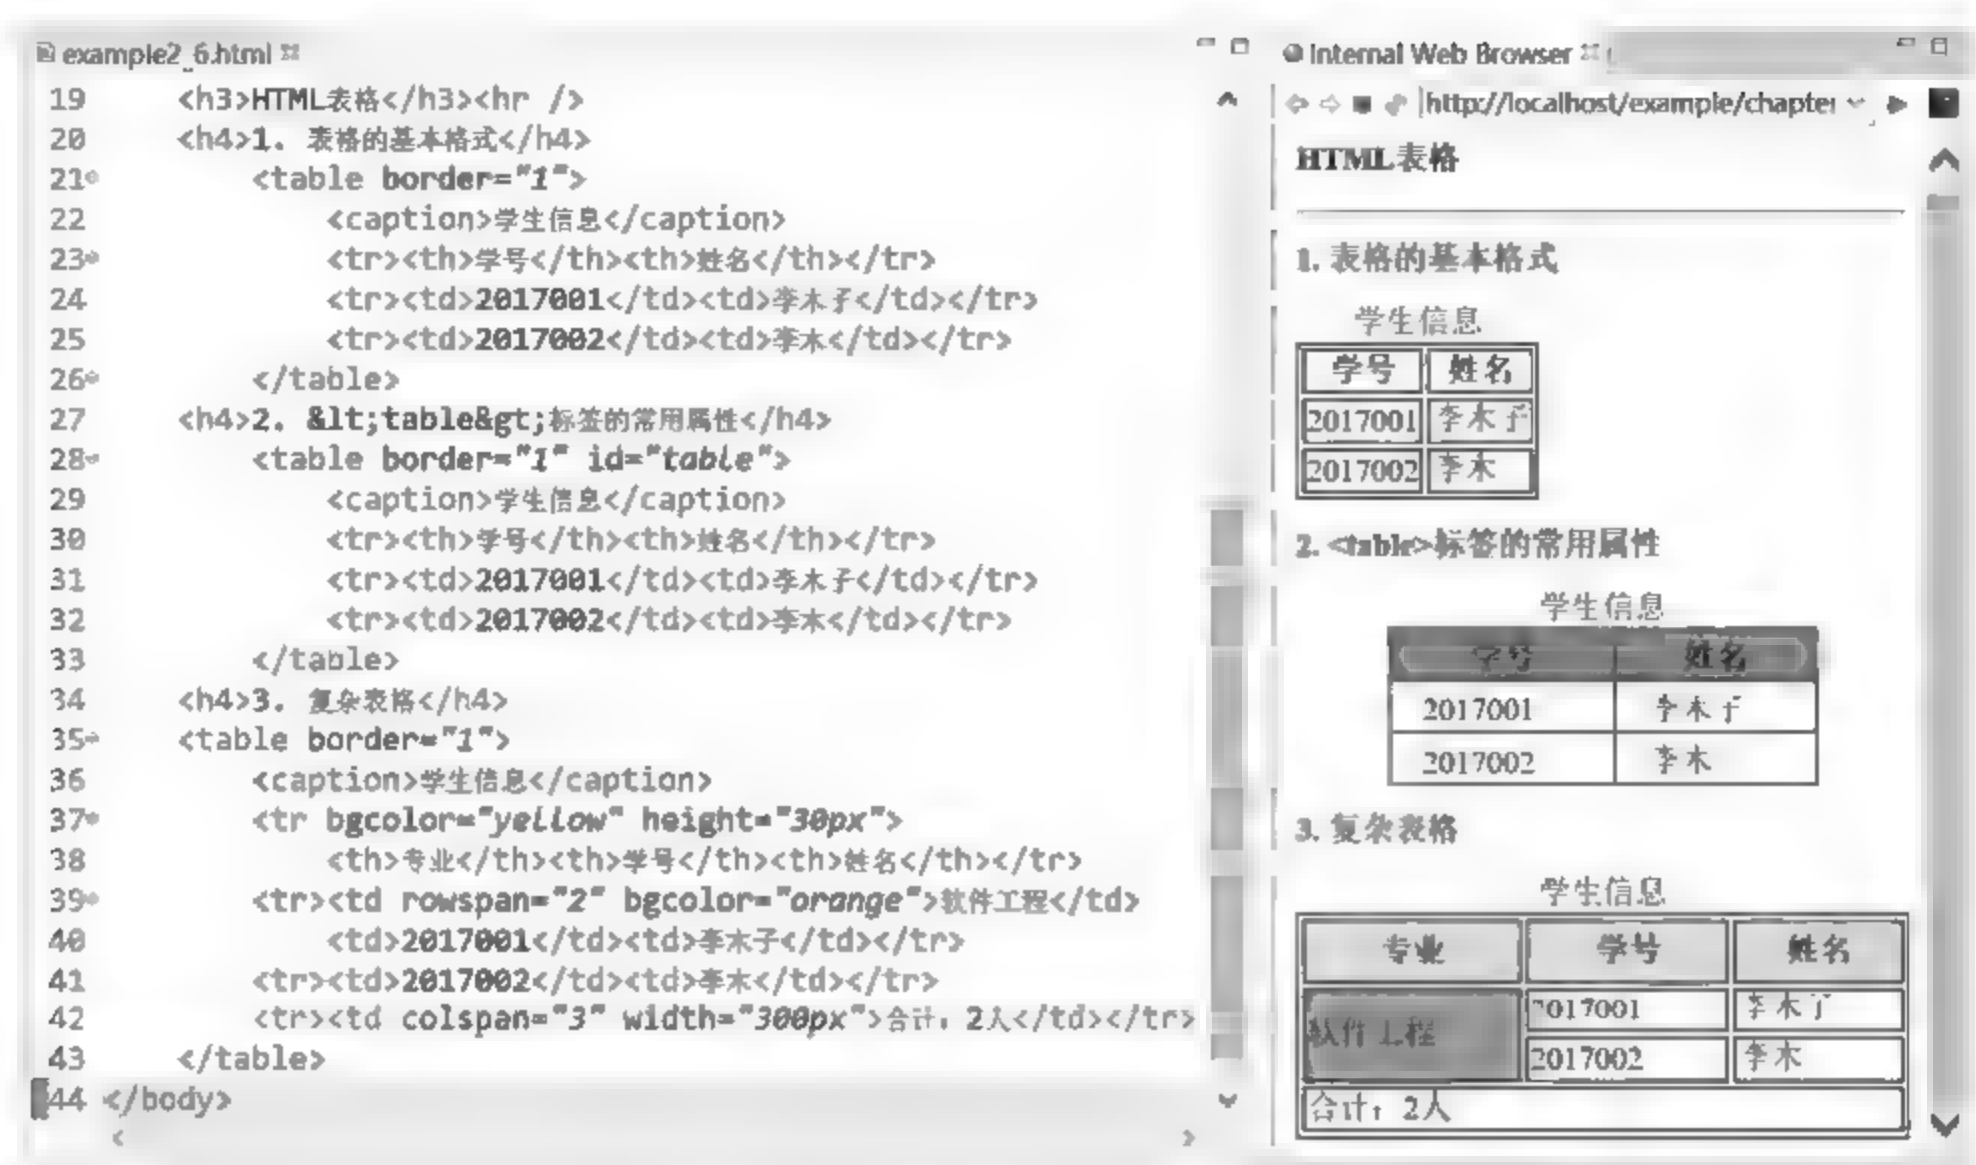 example2_6.html
19 <h3>HTML表格</h3><hr />
20 <h4>1. 表格的基本格式</h4>
21 <table border="1">
22 <caption>学生信息</caption>
23 <tr><th>学号</th><th>姓名</th></tr>
24 <tr><td>2017001</td><td>李木子</td></tr>
25 <tr><td>2017002</td><td>李木</td></tr>
26 </table>
27 <h4>2. &lt;table&gt;标签的常用属性</h4>
28 <table border="1" id="table">
29 <caption>学生信息</caption>
30 <tr><th>学号</th><th>姓名</th></tr>
31 <tr><td>2017001</td><td>李木子</td></tr>
32 <tr><td>2017002</td><td>李木</td></tr>
33 </table>
34 <h4>3. 复杂表格</h4>
35 <table border="1">
36 <caption>学生信息</caption>
37 <tr bgcolor="yellow" height="30px">
38 <th>专业</th><th>学号</th><th>姓名</th></tr>
39 <tr><td rowspan="2" bgcolor="orange">软件工程</td>
40 <td>2017001</td><td>李木子</td></tr>
41 <tr><td>2017002</td><td>李木</td></tr>
42 <tr><td colspan="3" width="300px">合计：2人</td></tr>
43 </table>
44 </body>
Internal Web Browser
http://localhost/example/chapter
HTML表格
1. 表格的基本格式
学生信息
学号 姓名
2017001 李木子
2017002 李木
2. <table>标签的常用属性
学生信息
学号 姓名
2017001 李木子
2017002 李木
3. 复杂表格
学生信息
专业 学号 姓名
软件工程 2017001 李木子
2017002 李木
合计：2人